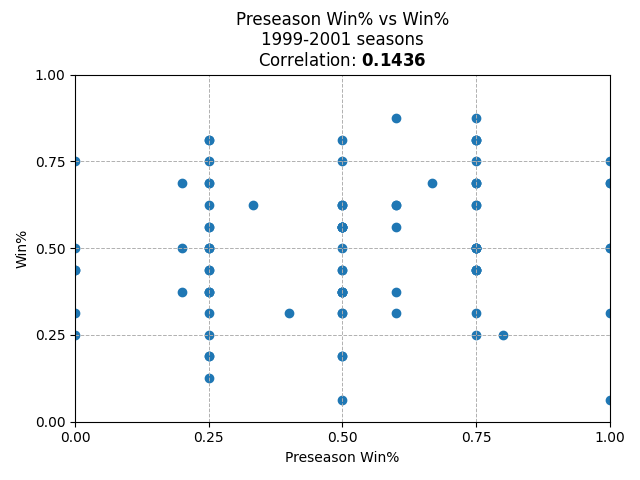 Preseason Win% vs Win%
1999-2001 seasons
Correlation: 0.1436
1.00
0.75
0.50
0.25
0.00
Win%
0.00 0.25 0.50 0.75 1.00
Preseason Win%